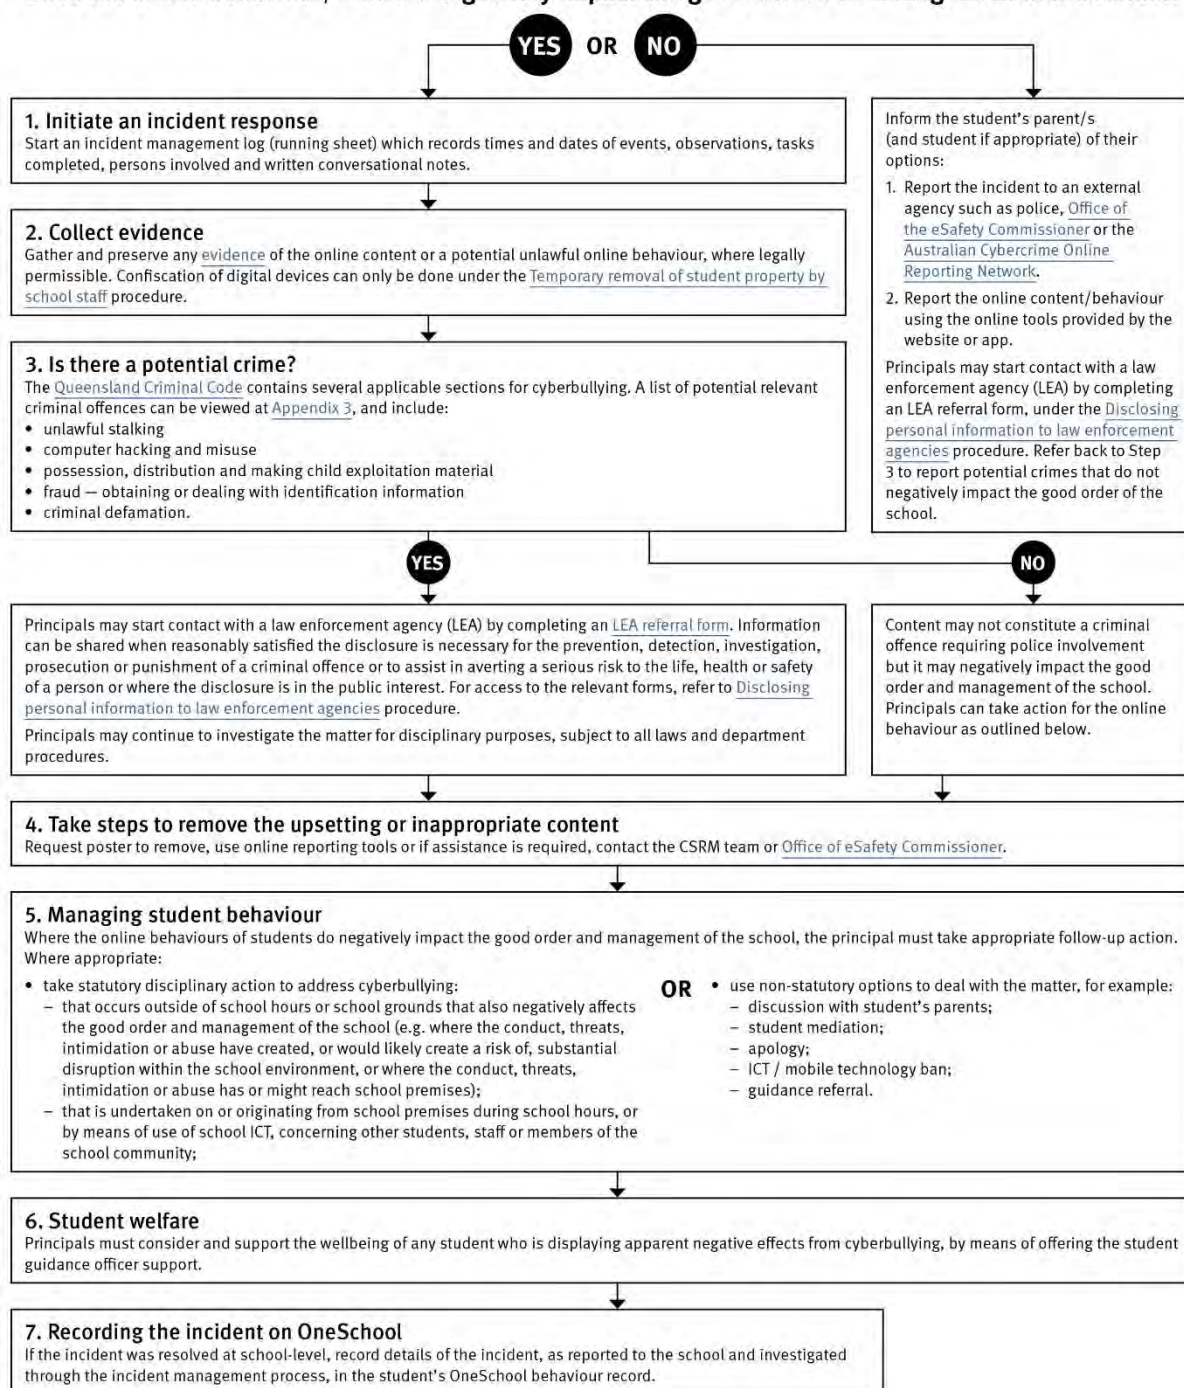 YES OR NO
1. Initiate an incident response
Start an incident management log (running sheet) which records times and dates of events, observations, tasks
completed, persons involved and written conversational notes.
2. Collect evidence
Gather and preserve any evidence of the online content or a potential unlawful online behaviour, where legally
permissible. Confiscation of digital devices can only be done under the Temporary removal of student property by
school staff procedure.
3. Is there a potential crime?
The Queensland Criminal Code contains several applicable sections for cyberbullying. A list of potential relevant
criminal offences can be viewed at Appendix 3, and include:
• unlawful stalking
• computer hacking and misuse
• possession, distribution and making child exploitation material
• fraud — obtaining or dealing with identification information
• criminal defamation.
Inform the student's parent/s
(and student if appropriate) of their
options:
1. Report the incident to an external
agency such as police, Office of
the eSafety Commissioner or the
Australian Cybercrime Online
Reporting Network.
2. Report the online content/behaviour
using the online tools provided by the
website or app.
Principals may start contact with a law
enforcement agency (LEA) by completing
an LEA referral form, under the Disclosing
personal information to law enforcement
agencies procedure. Refer back to Step
3 to report potential crimes that do not
negatively impact the good order of the
school.
YES
NO
Principals may start contact with a law enforcement agency (LEA) by completing an LEA referral form. Information
can be shared when reasonably satisfied the disclosure is necessary for the prevention, detection, investigation,
prosecution or punishment of a criminal offence or to assist in averting a serious risk to the life, health or safety
of a person or where the disclosure is in the public interest. For access to the relevant forms, refer to Disclosing
personal information to law enforcement agencies procedure.
Principals may continue to investigate the matter for disciplinary purposes, subject to all laws and department
procedures.
Content may not constitute a criminal
offence requiring police involvement
but it may negatively impact the good
order and management of the school.
Principals can take action for the online
behaviour as outlined below.
4. Take steps to remove the upsetting or inappropriate content
Request poster to remove, use online reporting tools or if assistance is required, contact the CSRM team or Office of eSafety Commissioner.
5. Managing student behaviour
Where the online behaviours of students do negatively impact the good order and management of the school, the principal must take appropriate follow-up action.
Where appropriate:
• take statutory disciplinary action to address cyberbullying:
– that occurs outside of school hours or school grounds that also negatively affects
the good order and management of the school (e.g. where the conduct, threats,
intimidation or abuse have created, or would likely create a risk of, substantial
disruption within the school environment, or where the conduct, threats,
intimidation or abuse has or might reach school premises);
– that is undertaken on or originating from school premises during school hours, or
by means of use of school ICT, concerning other students, staff or members of the
school community;
OR
• use non-statutory options to deal with the matter, for example:
– discussion with student's parents;
– student mediation;
– apology;
– ICT / mobile technology ban;
– guidance referral.
6. Student welfare
Principals must consider and support the wellbeing of any student who is displaying apparent negative effects from cyberbullying, by means of offering the student
guidance officer support.
7. Recording the incident on OneSchool
If the incident was resolved at school-level, record details of the incident, as reported to the school and investigated
through the incident management process, in the student's OneSchool behaviour record.